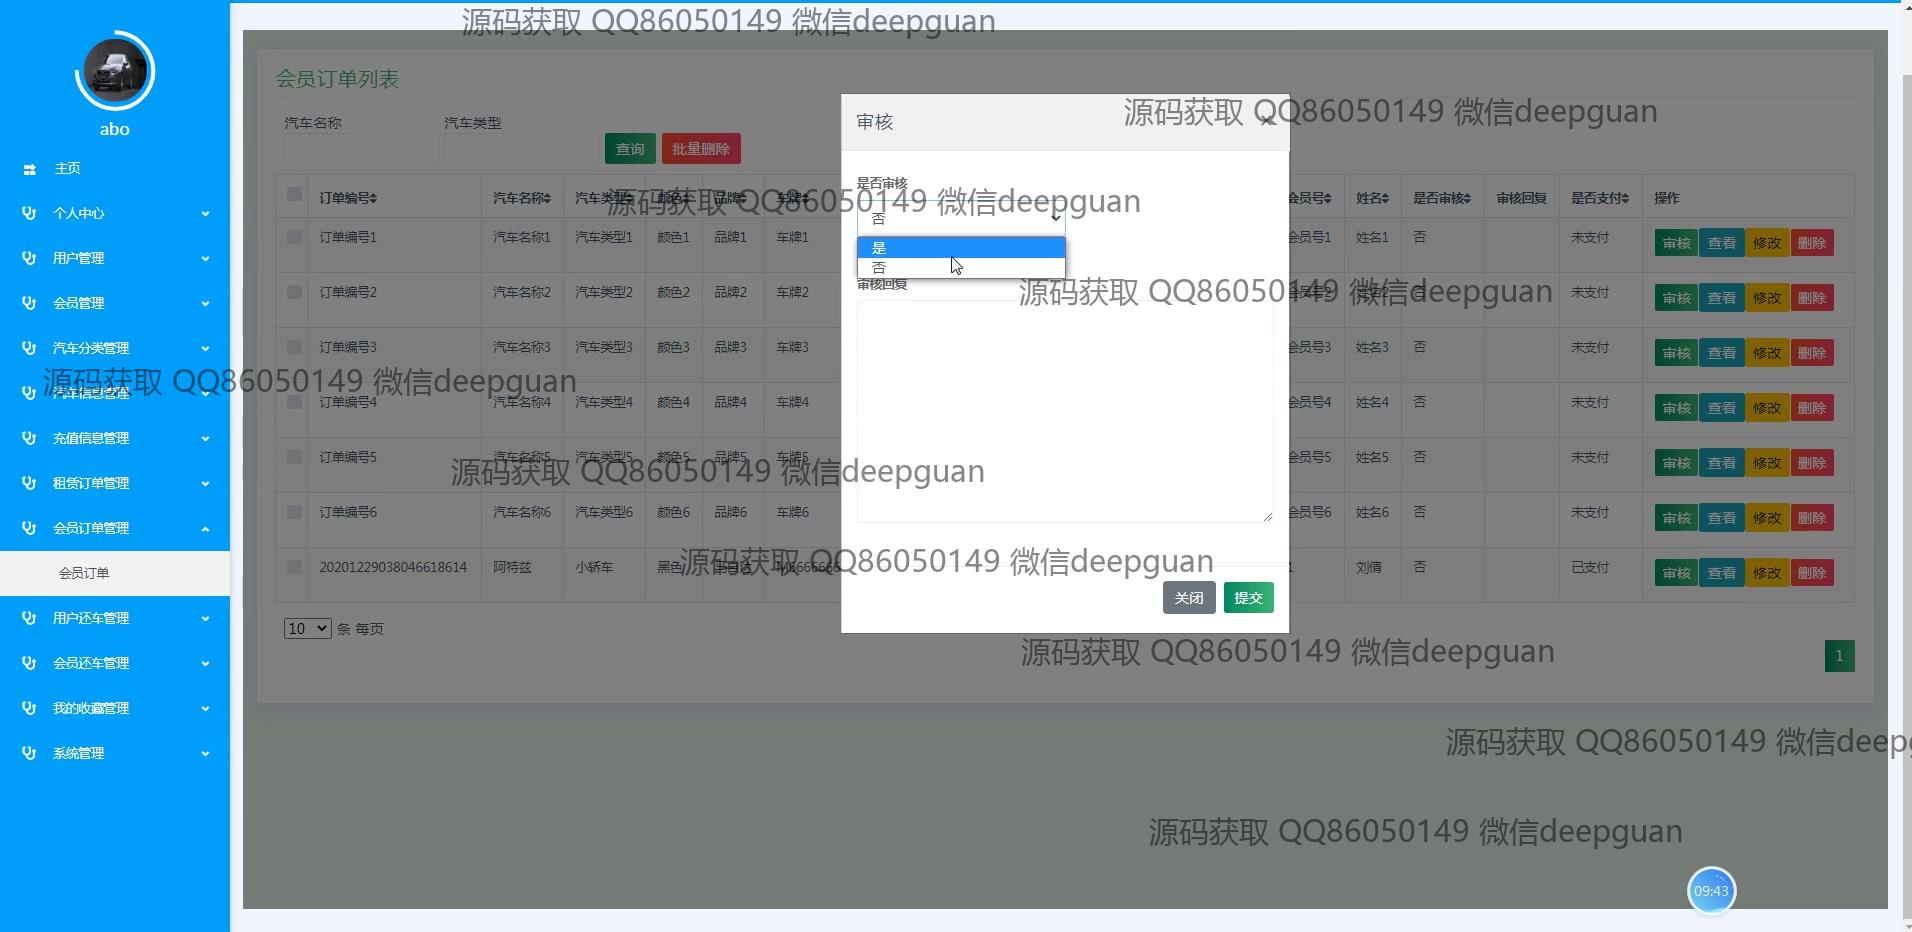 源码获取 QQ86050149 微信deepguan
abo
主页
个人中心
用户管理
会员管理
汽车分类管理
汽车信息管理
充值信息管理
租赁订单管理
会员订单管理
会员订单
用户还车管理
会员还车管理
我的收藏管理
系统管理
会员订单列表
汽车名称 汽车类型
查询 批量删除
订单编号 汽车名称 汽车类型 颜色 品牌 车牌 会员号 姓名 是否审核 审核回复 是否支付 操作
订单编号1 汽车名称1 汽车类型1 颜色1 品牌1 车牌1 会员号1 姓名1 否 未支付 审核 查看 修改 删除
订单编号2 汽车名称2 汽车类型2 颜色2 品牌2 车牌2 姓名2 否 未支付 审核 查看 修改 删除
订单编号3 汽车名称3 汽车类型3 颜色3 品牌3 车牌3 会员号3 姓名3 否 未支付 审核 查看 修改 删除
订单编号4 汽车名称4 汽车类型4 颜色4 品牌4 车牌4 会员号4 姓名4 否 未支付 审核 查看 修改 删除
订单编号5 汽车名称5 汽车类型5 颜色5 品牌5 车牌5 会员号5 姓名5 否 未支付 审核 查看 修改 删除
订单编号6 汽车名称6 汽车类型6 颜色6 品牌6 车牌6 会员号6 姓名6 否 未支付 审核 查看 修改 删除
20201229038046618614 阿特兹 小轿车 黑色 刘倩 否 已支付 审核 查看 修改 删除
10 条 每页
1
审核
是否审核
否
是
否
审核回复
关闭 提交
源码获取 QQ86050149 微信deepguan
源码获取 QQ86050149 微信deepguan
源码获取 QQ86050149 微信deepguan
源码获取 QQ86050149 微信deepguan
源码获取 QQ86050149 微信deepguan
源码获取 QQ86050149 微信deepguan
源码获取 QQ86050149 微信deepguan
源码获取 QQ86050149 微信deep
源码获取 QQ86050149 微信deepguan
09:43